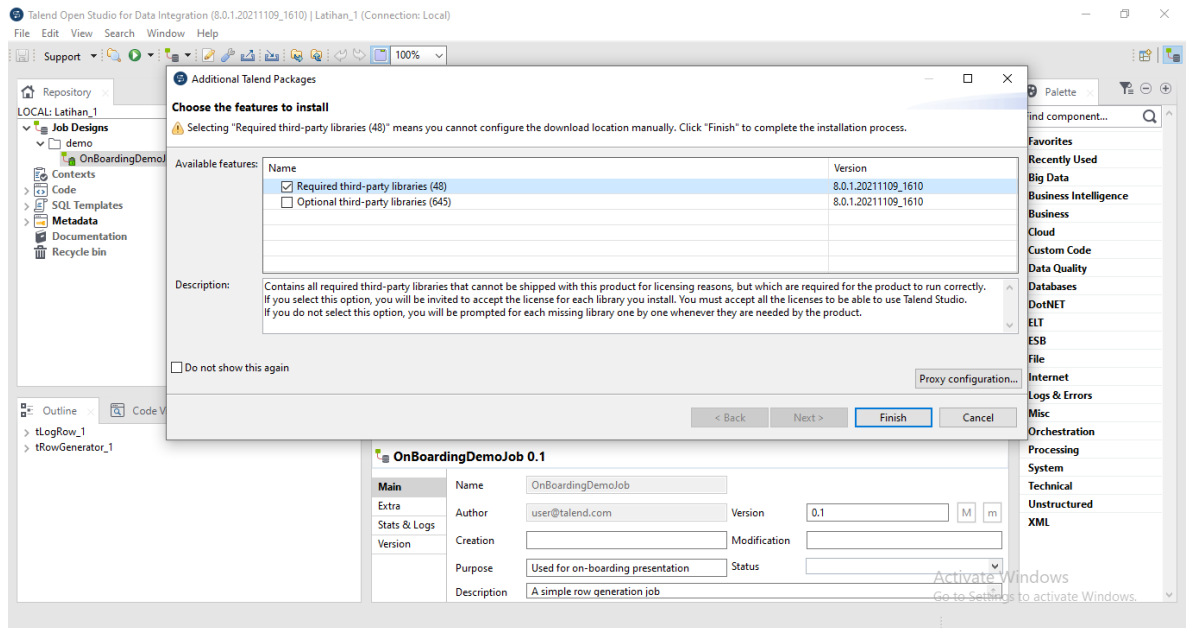 Talend Open Studio for Data Integration (8.0.1.20211109_1610) | Latihan_1 (Connection: Local)
File Edit View Search Window Help
Support 100%
Repository
LOCAL: Latihan_1
Job Designs
demo
OnBoardingDemoJ
Contexts
Code
SQL Templates
Metadata
Documentation
Recycle bin
Outline Code V
tLogRow_1
tRowGenerator_1
Additional Talend Packages
Choose the features to install
Selecting "Required third-party libraries (48)" means you cannot configure the download location manually. Click "Finish" to complete the installation process.
Available features:
Name Version
Required third-party libraries (48) 8.0.1.20211109_1610
Optional third-party libraries (645) 8.0.1.20211109_1610
Description:
Contains all required third-party libraries that cannot be shipped with this product for licensing reasons, but which are required for the product to run correctly.
If you select this option, you will be invited to accept the license for each library you install. You must accept all the licenses to be able to use Talend Studio.
If you do not select this option, you will be prompted for each missing library one by one whenever they are needed by the product.
Do not show this again
Proxy configuration...
< Back Next > Finish Cancel
OnBoardingDemoJob 0.1
Main
Extra
Stats & Logs
Version
Name OnBoardingDemoJob
Author user@talend.com Version 0.1 M m
Creation Modification
Purpose Used for on-boarding presentation Status
Description A simple row generation job
Palette
ind component...
Favorites
Recently Used
Big Data
Business Intelligence
Business
Cloud
Custom Code
Data Quality
Databases
DotNET
ELT
ESB
File
Internet
Logs & Errors
Misc
Orchestration
Processing
System
Technical
Unstructured
XML
Activate Windows
Go to Settings to activate Windows.